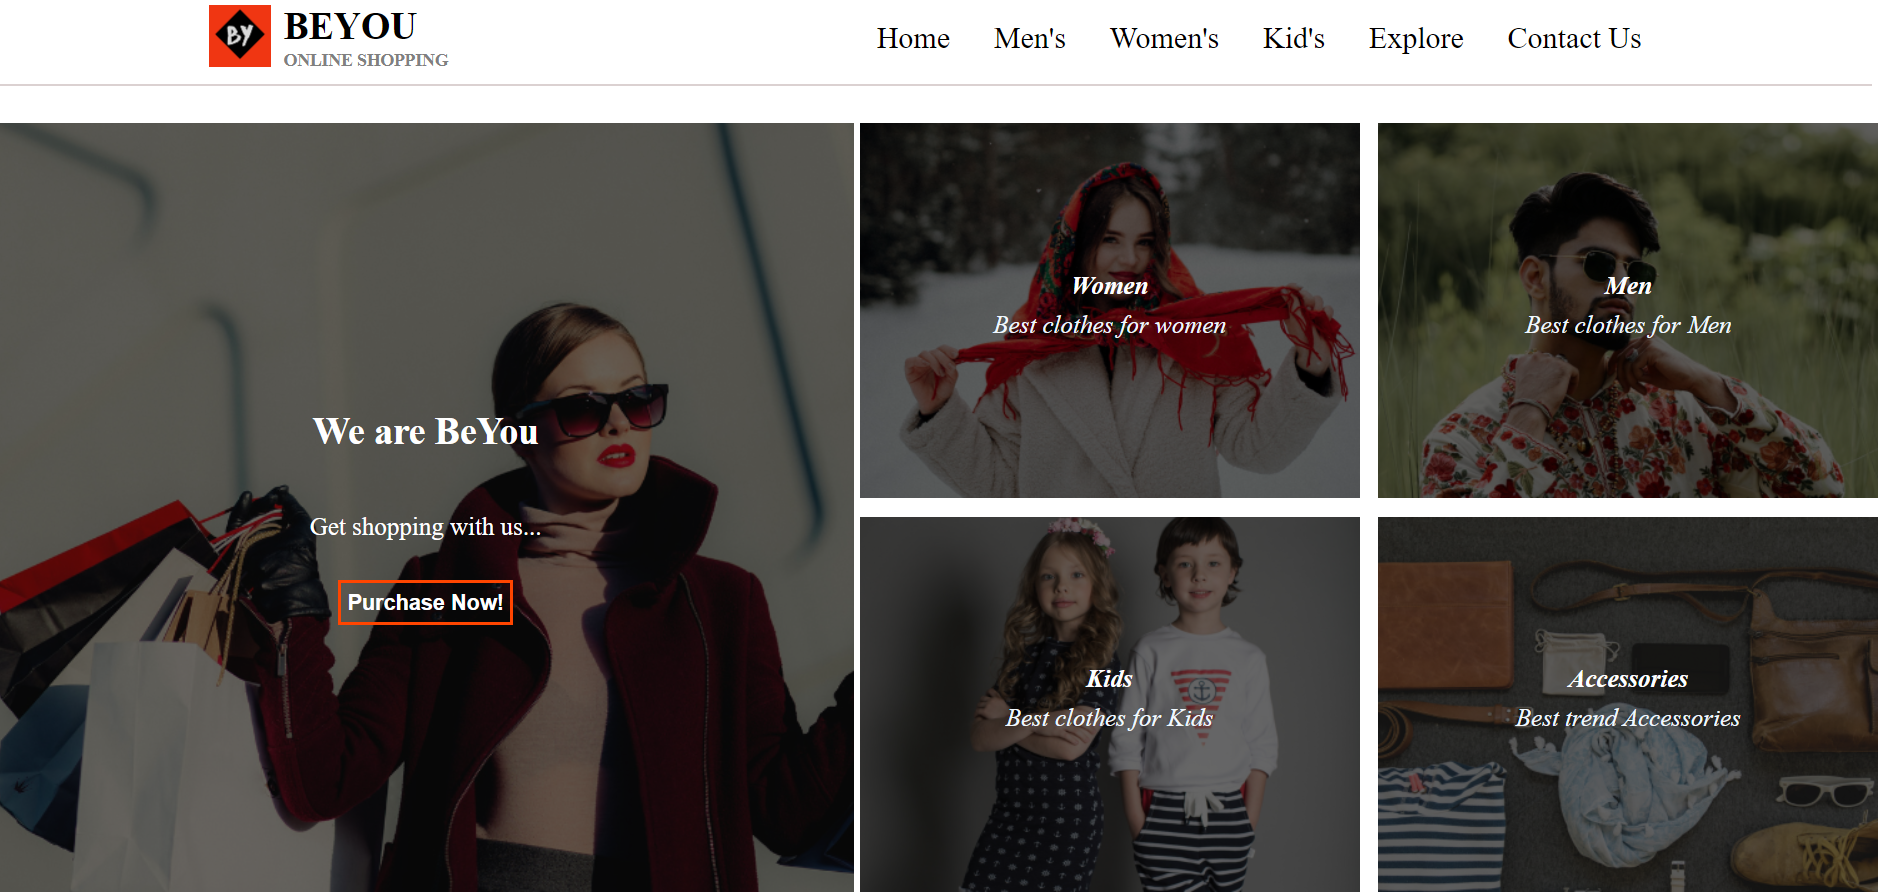 BY
BEYOU
ONLINE SHOPPING
Home Men's Women's Kid's Explore Contact Us
We are BeYou
Get shopping with us...
Purchase Now!
Women
Best clothes for women
Men
Best clothes for Men
Kids
Best clothes for Kids
Accessories
Best trend Accessories